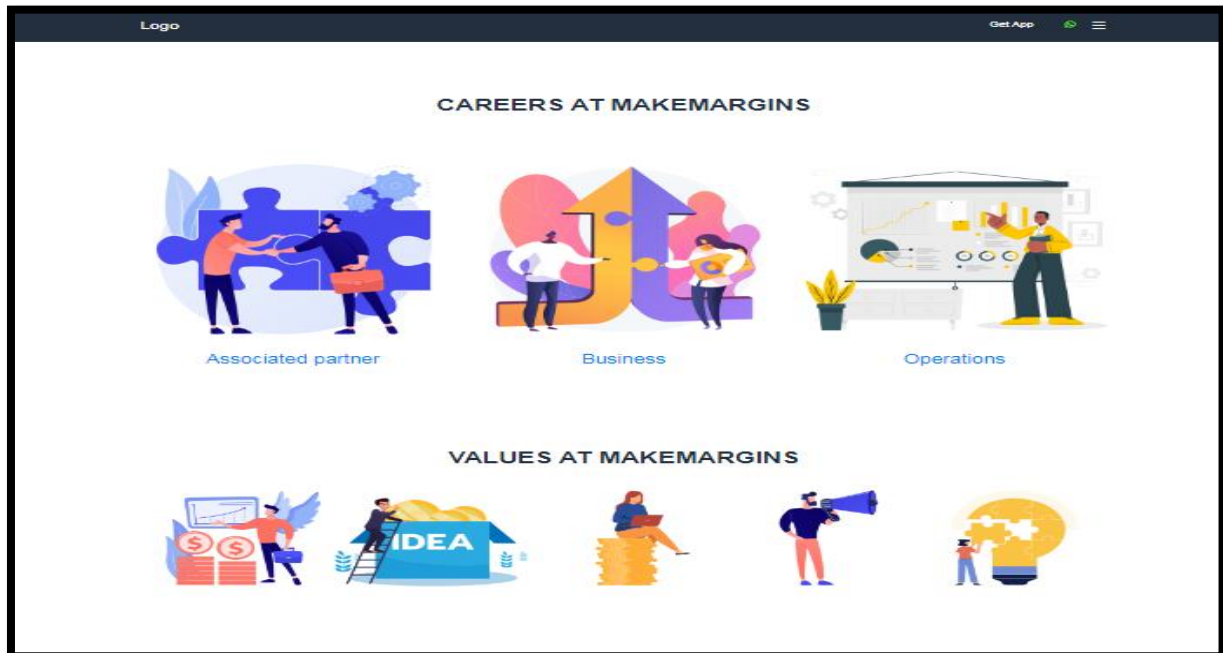 Logo
Get App
CAREERS AT MAKEMARGINS
Associated partner
Business
Operations
VALUES AT MAKEMARGINS
$ $
IDEA